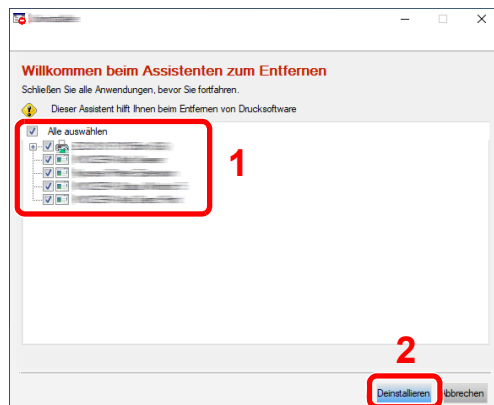 Willkommen beim Assistenten zum Entfernen
Schließen Sie alle Anwendungen, bevor Sie fortfahren.
Dieser Assistent hilft Ihnen beim Entfernen von Drucksoftware
Alle auswählen
1
2
Deinstallieren